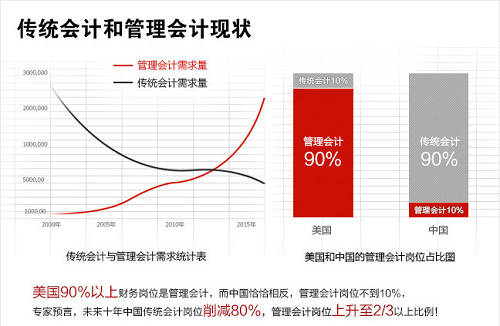 传统会计和管理会计现状
管理会计需求量
传统会计需求量
3000,000
2000,000
1000,000
5000,00
1000,00
2000年
2005年
2010年
2015年
传统会计与管理会计需求统计表
传统会计10%
管理会计
90%
美国
传统会计
90%
管理会计10%
中国
美国和中国的管理会计岗位占比图
美国90%以上财务岗位是管理会计，而中国恰恰相反，管理会计岗位不到10%，
专家预言，未来十年中国传统会计岗位削减80%，管理会计岗位上升至2/3以上比例！